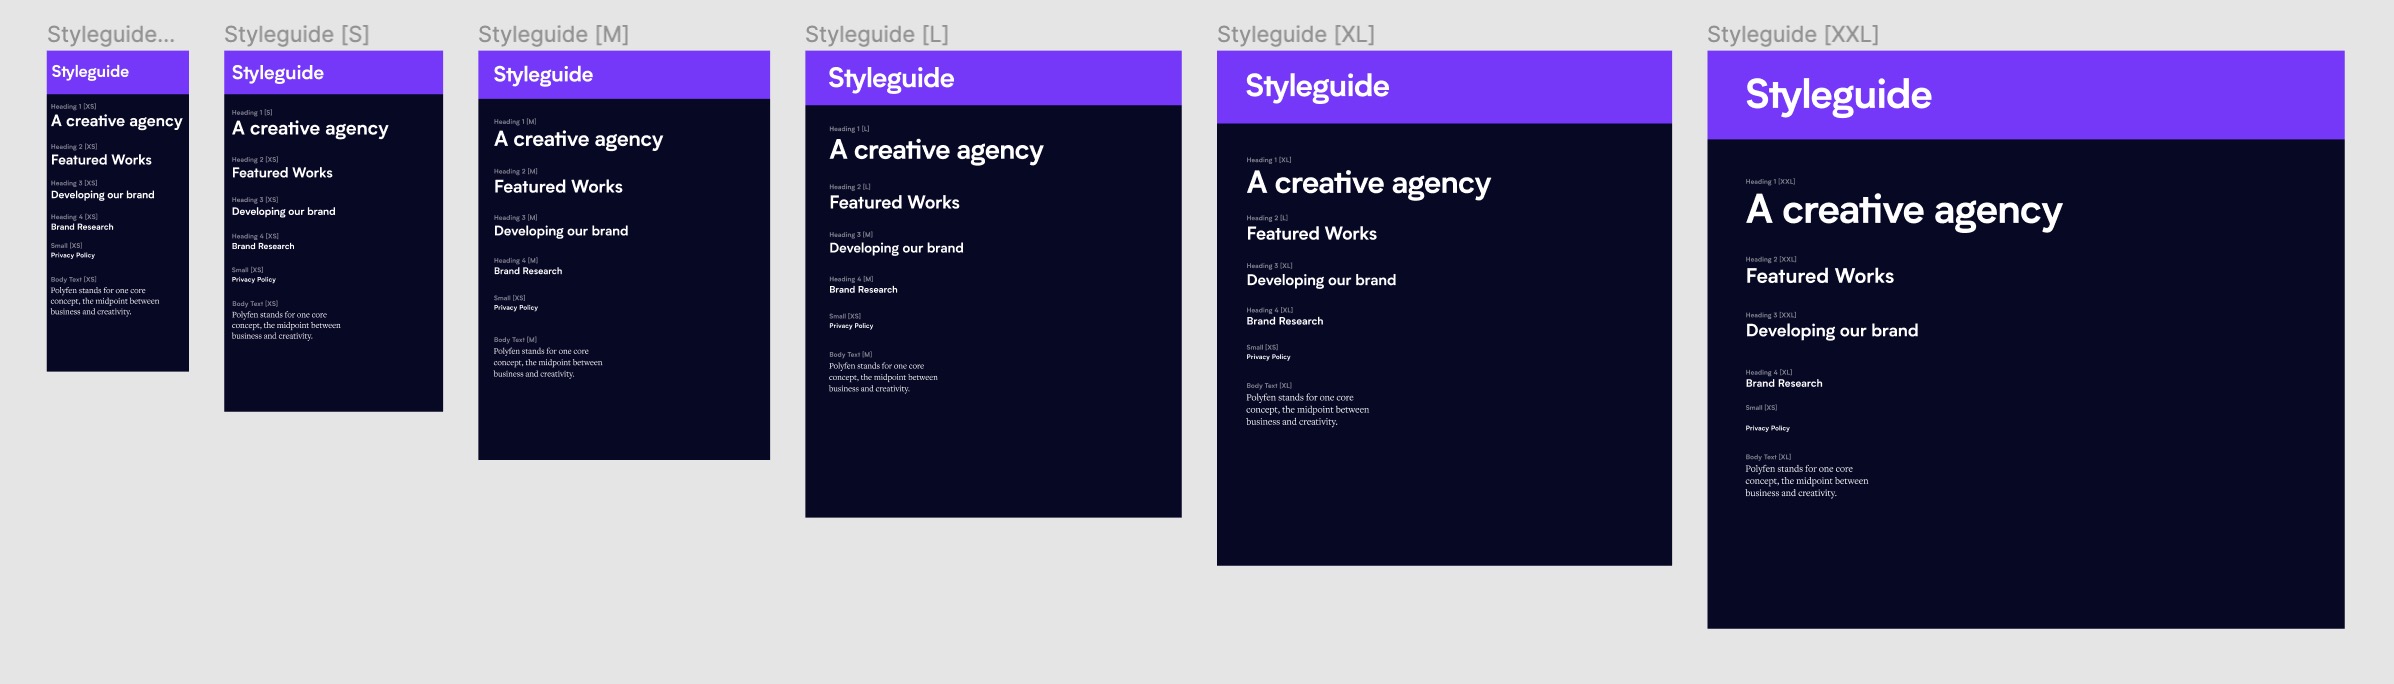 Styleguide...
Styleguide
Heading 1 [XS]
A creative agency
Heading 2 [XS]
Featured Works
Heading 3 [XS]
Developing our brand
Heading 4 [XS]
Brand Research
Small [XS]
Privacy Policy
Body Text [XS]
Polyfen stands for one core
concept, the midpoint between
business and creativity.
Styleguide [S]
Styleguide
Heading 1 [S]
A creative agency
Heading 2 [XS]
Featured Works
Heading 3 [XS]
Developing our brand
Heading 4 [XS]
Brand Research
Small [XS]
Privacy Policy
Body Text [XS]
Polyfen stands for one core
concept, the midpoint between
business and creativity.
Styleguide [M]
Styleguide
Heading 1 [M]
A creative agency
Heading 2 [M]
Featured Works
Heading 3 [M]
Developing our brand
Heading 4 [M]
Brand Research
Small [XS]
Privacy Policy
Body Text [M]
Polyfen stands for one core
concept, the midpoint between
business and creativity.
Styleguide [L]
Styleguide
Heading 1 [L]
A creative agency
Heading 2 [L]
Featured Works
Heading 3 [M]
Developing our brand
Heading 4 [M]
Brand Research
Small [XS]
Privacy Policy
Body Text [M]
Polyfen stands for one core
concept, the midpoint between
business and creativity.
Styleguide [XL]
Styleguide
Heading 1 [XL]
A creative agency
Heading 2 [L]
Featured Works
Heading 3 [XL]
Developing our brand
Heading 4 [XL]
Brand Research
Small [XS]
Privacy Policy
Body Text [XL]
Polyfen stands for one core
concept, the midpoint between
business and creativity.
Styleguide [XXL]
Styleguide
Heading 1 [XXL]
A creative agency
Heading 2 [XXL]
Featured Works
Heading 3 [XXL]
Developing our brand
Heading 4 [XL]
Brand Research
Small [XS]
Privacy Policy
Body Text [XL]
Polyfen stands for one core
concept, the midpoint between
business and creativity.